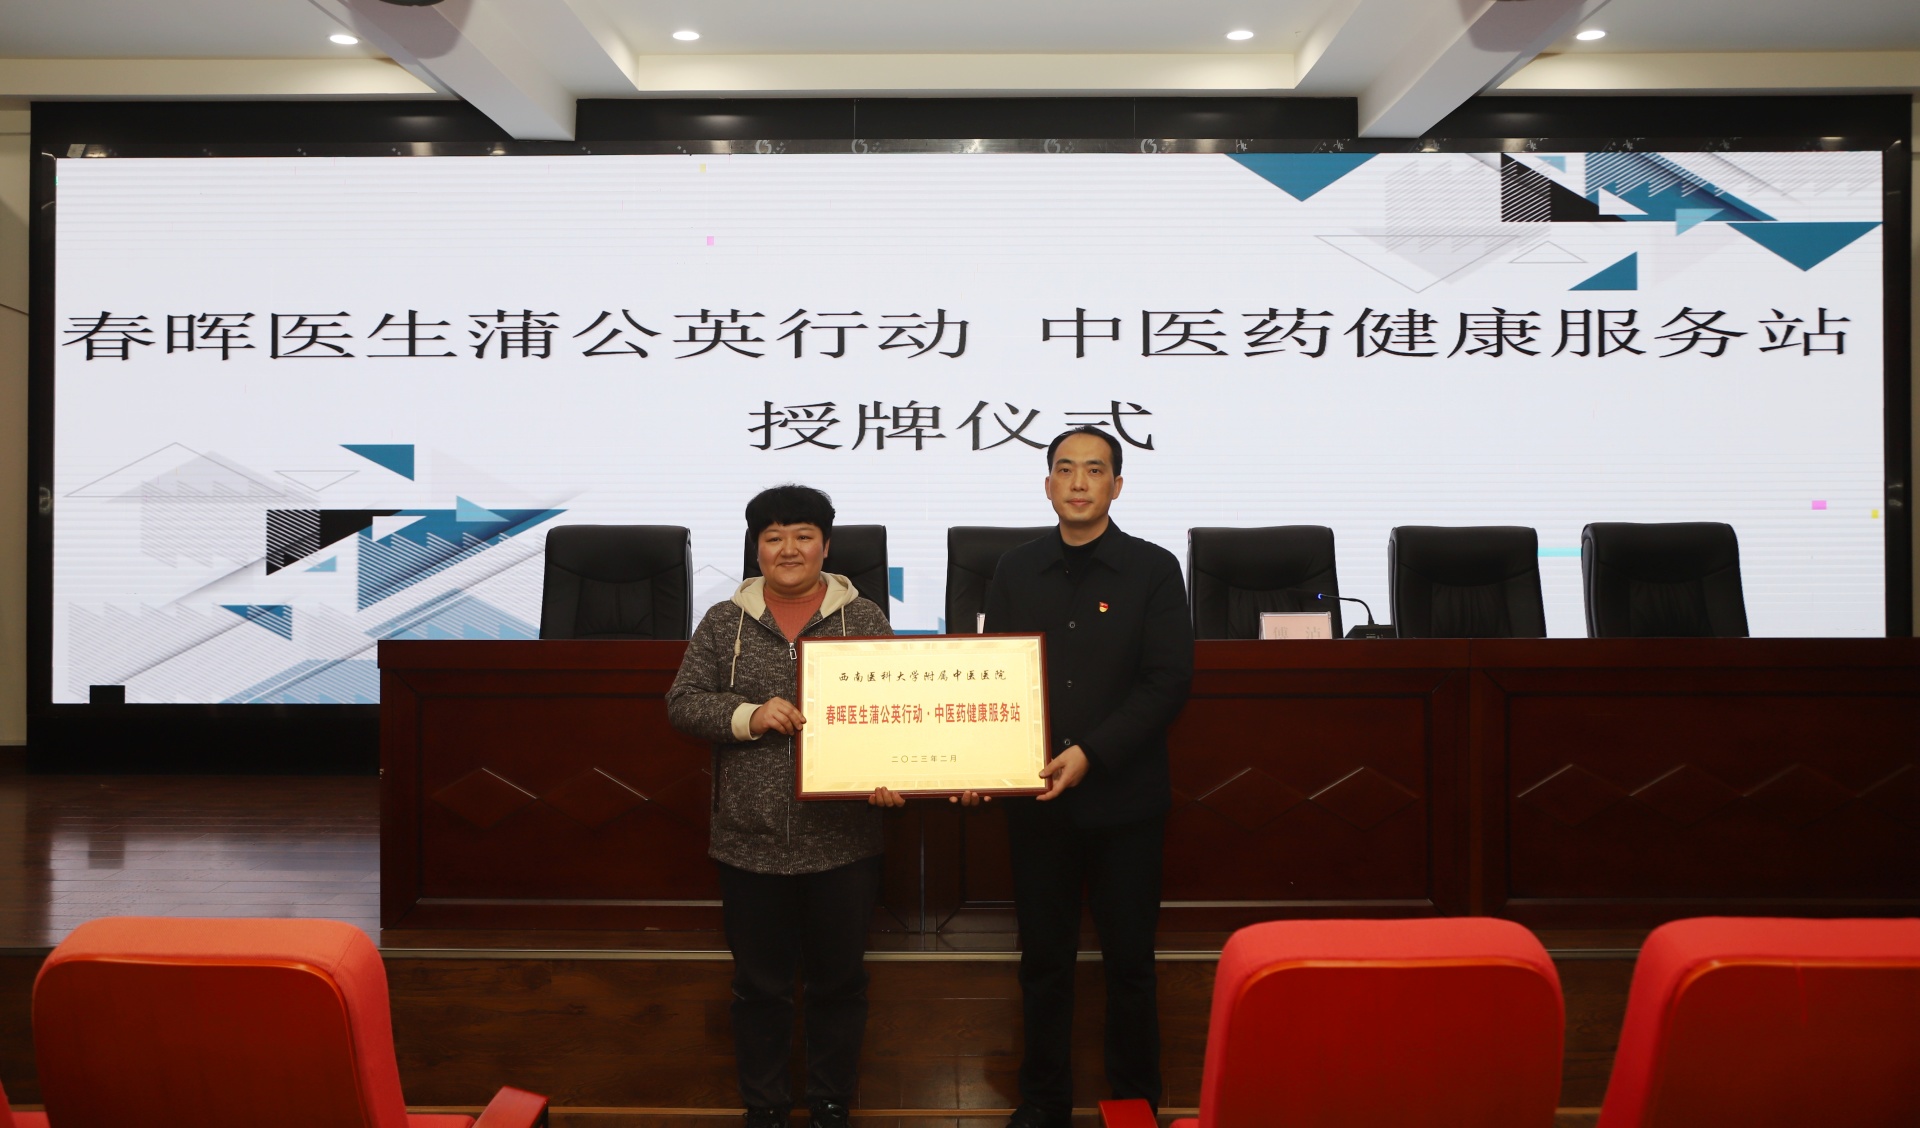 春晖医生蒲公英行动 中医药健康服务站
授牌仪式
西南医科大学附属中医医院
春晖医生蒲公英行动·中医药健康服务站
二〇二三年二月